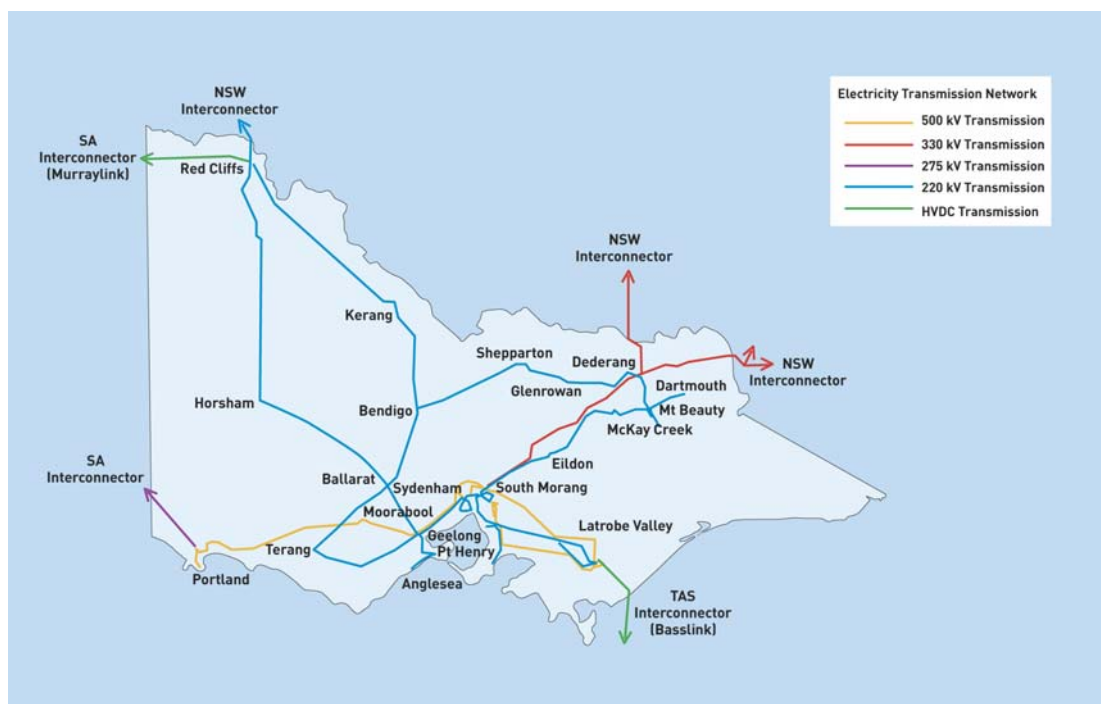 NSW
Interconnector
SA
Interconnector
(Murraylink)
Red Cliffs
Electricity Transmission Network
500 kV Transmission
330 kV Transmission
275 kV Transmission
220 kV Transmission
HVDC Transmission
NSW
Interconnector
Kerang
Shepparton
Dederang
NSW
Interconnector
Glenrowan
Dartmouth
Horsham
Bendigo
Mt Beauty
McKay Creek
SA
Interconnector
Eildon
Ballarat
Sydenham
South Morang
Moorabool
Latrobe Valley
Geelong
Terang
Pt Henry
Portland
Anglesea
TAS
Interconnector
(Basslink)